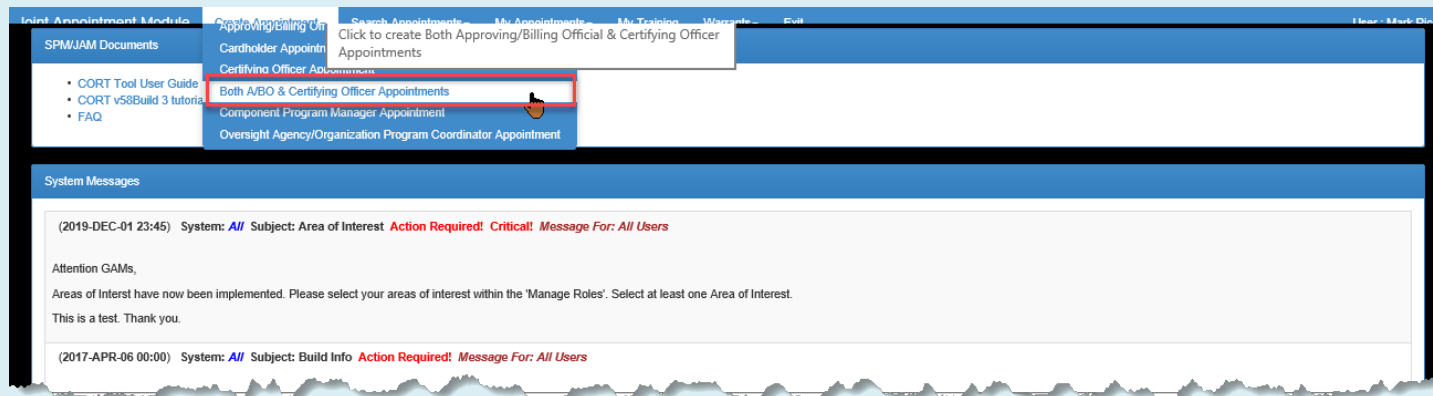 Joint Appointment Module Create Appointment Search Appointments My Appointments My Training Warrants Exit User : Mark Ric
Approving/Billing Off
Click to create Both Approving/Billing Official & Certifying Officer
Appointments
SPM/JAM Documents
Cardholder Appointm
Certifying Officer Appointment
CORT Tool User Guide
Both A/BO & Certifying Officer Appointments
CORT v58Build 3 tutoria
Component Program Manager Appointment
FAQ
Oversight Agency/Organization Program Coordinator Appointment
System Messages
(2019-DEC-01 23:45) System: All Subject: Area of Interest Action Required! Critical! Message For: All Users
Attention GAMs,
Areas of Interst have now been implemented. Please select your areas of interest within the 'Manage Roles'. Select at least one Area of Interest.
This is a test. Thank you.
(2017-APR-06 00:00) System: All Subject: Build Info Action Required! Message For: All Users